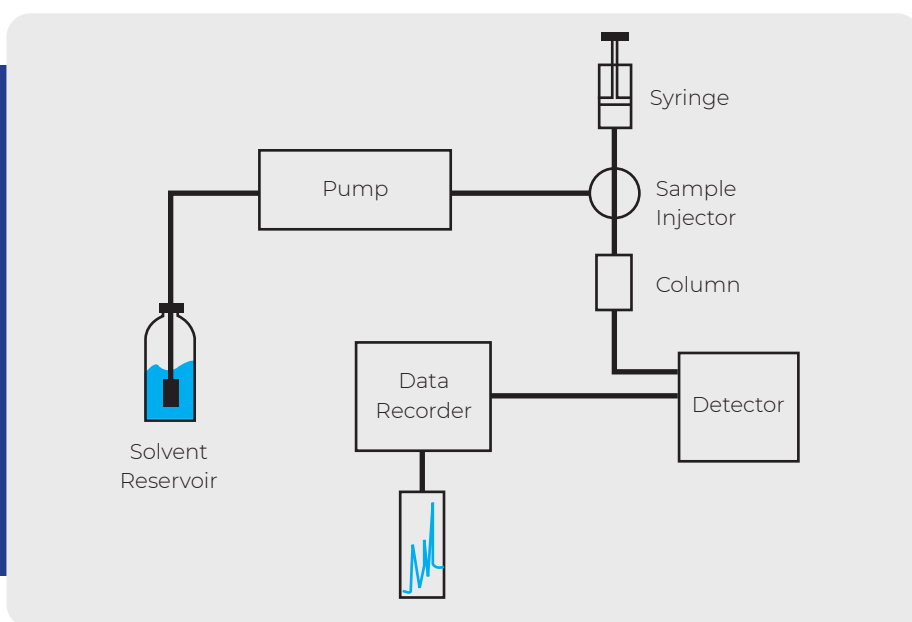 Syringe
Pump
Sample
Injector
Column
Data
Recorder
Detector
Solvent
Reservoir